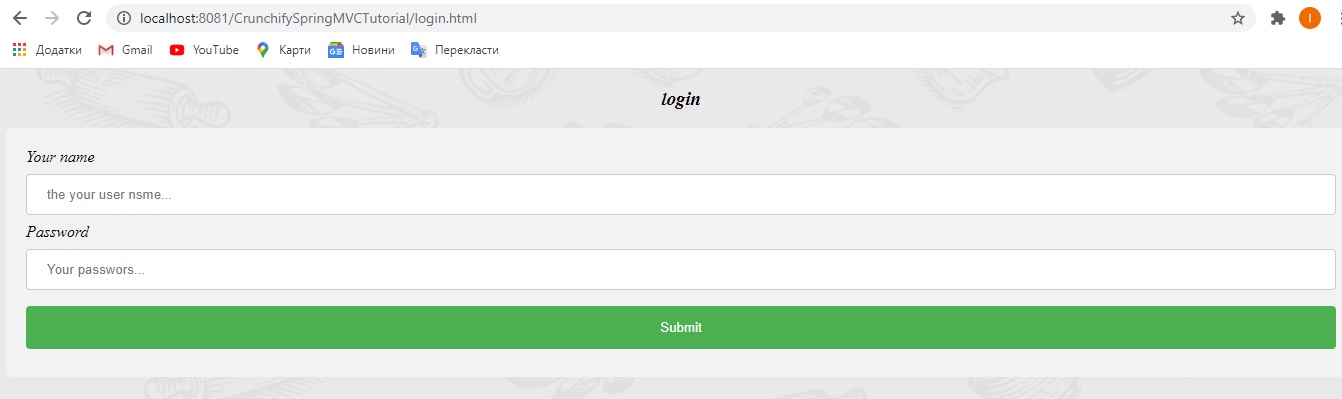 localhost:8081/CrunchifySpringMVCTutorial/login.html
I
Додатки Gmail YouTube Карти Новини Перекласти
login
Your name
the your user nsme...
Password
Your passwors...
Submit